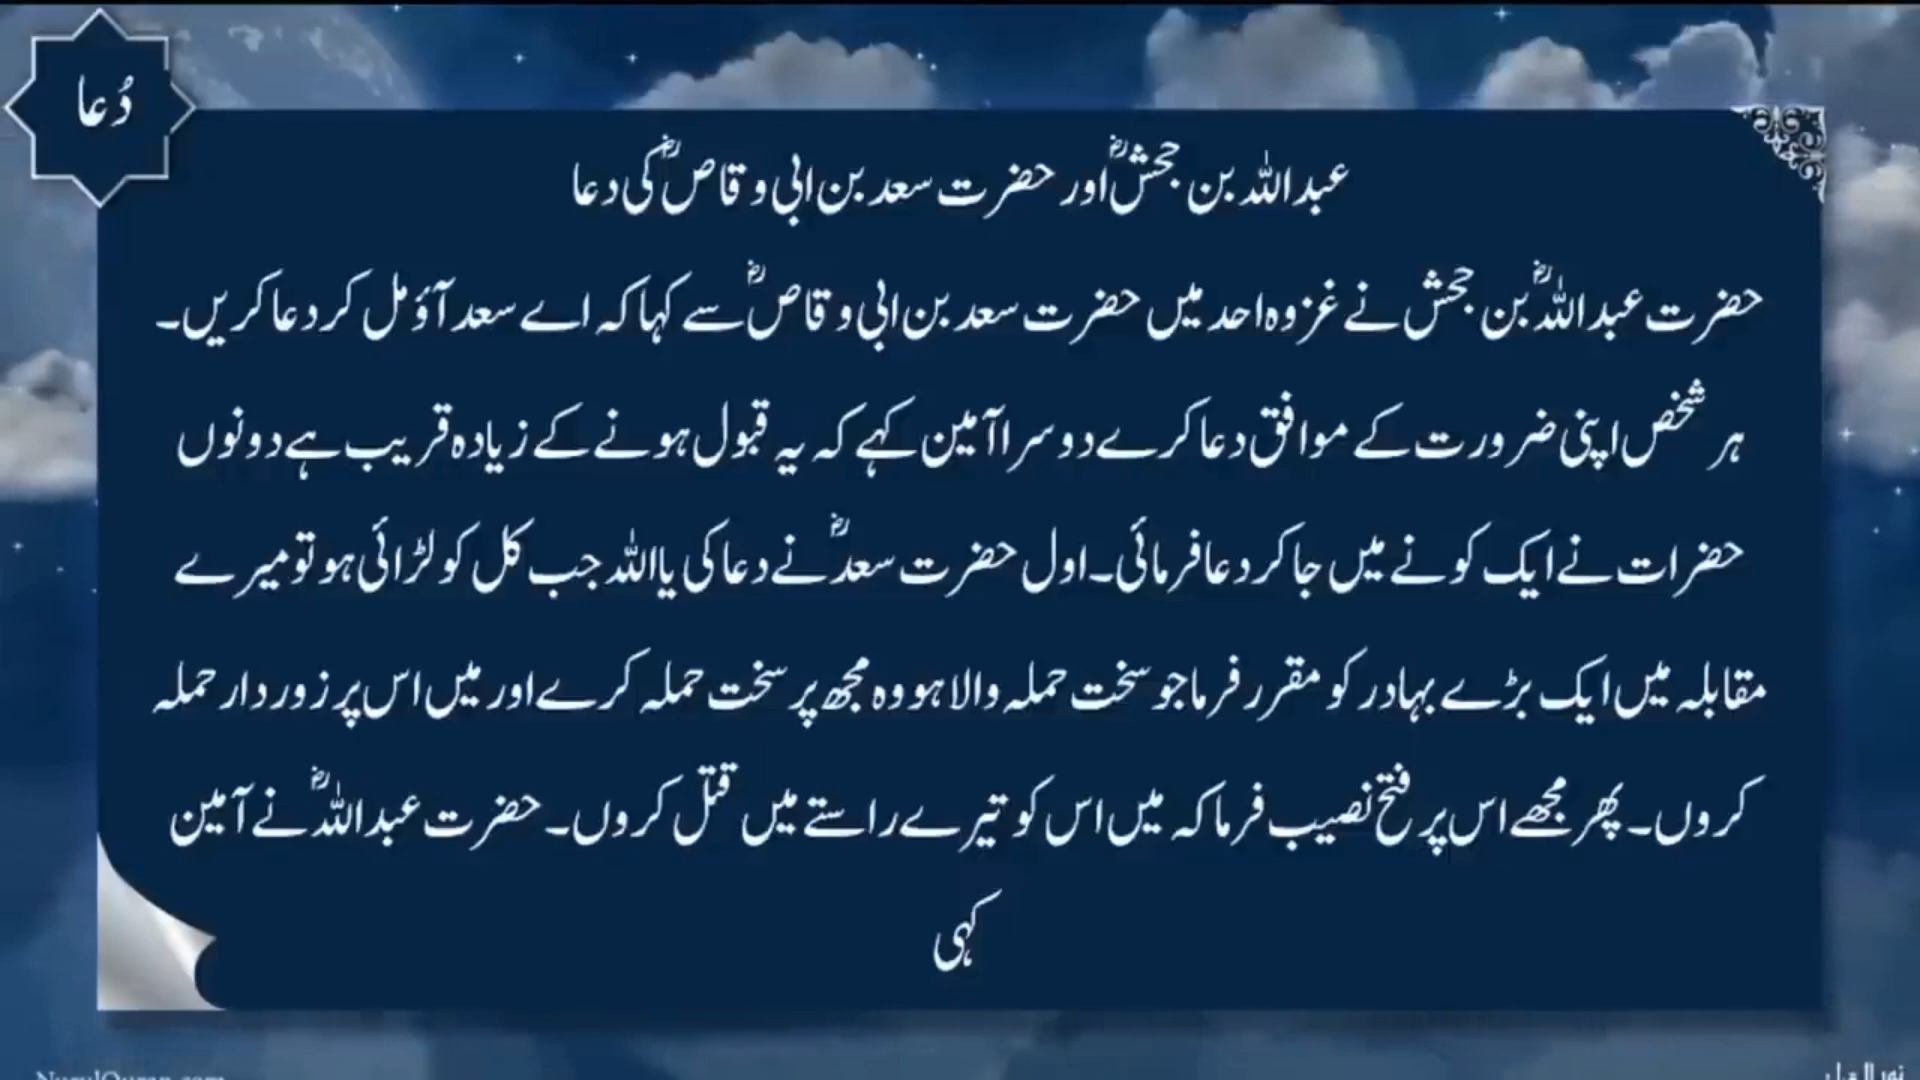 دُعا
عبداللہ بن جحشؓ اور حضرت سعد بن ابی وقاصؓ کی دعا
حضرت عبداللہؓ بن جحش نے غزوہ احد میں حضرت سعد بن ابی وقاصؓ سے کہا کہ اے سعد آؤ مل کر دعا کریں۔
ہر شخص اپنی ضرورت کے موافق دعا کرے دوسرا آمین کہے کہ یہ قبول ہونے کے زیادہ قریب ہے دونوں
حضرات نے ایک کونے میں جا کر دعا فرمائی۔ اول حضرت سعدؓ نے دعا کی یا اللہ جب کل کو لڑائی ہو تو میرے
مقابلہ میں ایک بڑے بہادر کو مقرر فرما جو سخت حملہ والا ہو وہ مجھ پر سخت حملہ کرے اور میں اس پر زوردار حملہ
کروں۔ پھر مجھے اس پر فتح نصیب فرما کہ میں اس کو تیرے راستے میں قتل کروں۔ حضرت عبداللہؓ نے آمین
کہی
NurulQuran.com